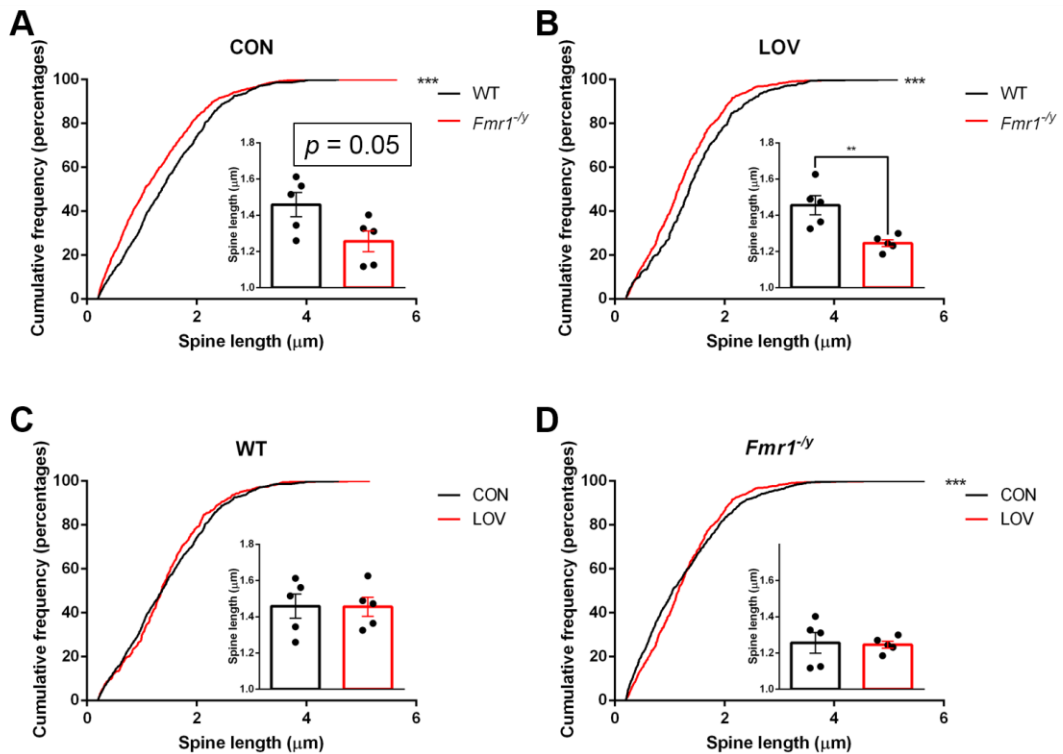 A
CON
Cumulative frequency (percentages)
100
80
60
40
20
0
0 2 4 6
Spine length (μm)
***
WT
Fmr1-/y
Spine length (μm)
1.8
1.6
1.4
1.2
1.0
p = 0.05
B
LOV
Cumulative frequency (percentages)
100
80
60
40
20
0
0 2 4 6
Spine length (μm)
***
WT
Fmr1-/y
Spine length (μm)
1.8
1.6
1.4
1.2
1.0
**
C
WT
Cumulative frequency (percentages)
100
80
60
40
20
0
0 2 4 6
Spine length (μm)
CON
LOV
Spine length (μm)
1.8
1.6
1.4
1.2
1.0
D
Fmr1-/y
Cumulative frequency (percentages)
100
80
60
40
20
0
0 2 4 6
Spine length (μm)
***
CON
LOV
Spine length (μm)
1.6
1.4
1.2
1.0